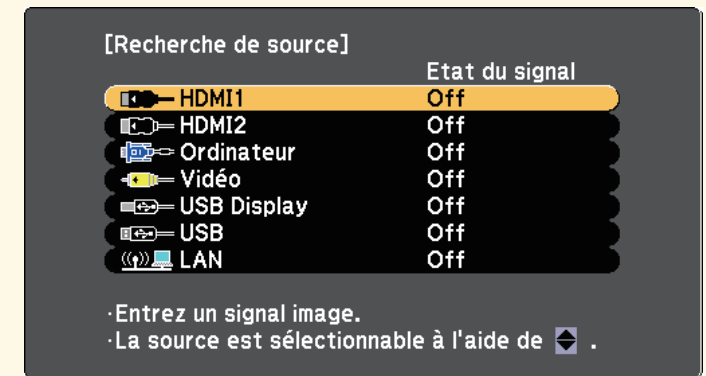 [Recherche de source]
Etat du signal
HDMI1 Off
HDMI2 Off
Ordinateur Off
Vidéo Off
USB Display Off
USB Off
LAN Off
·Entrez un signal image.
·La source est sélectionnable à l'aide de .